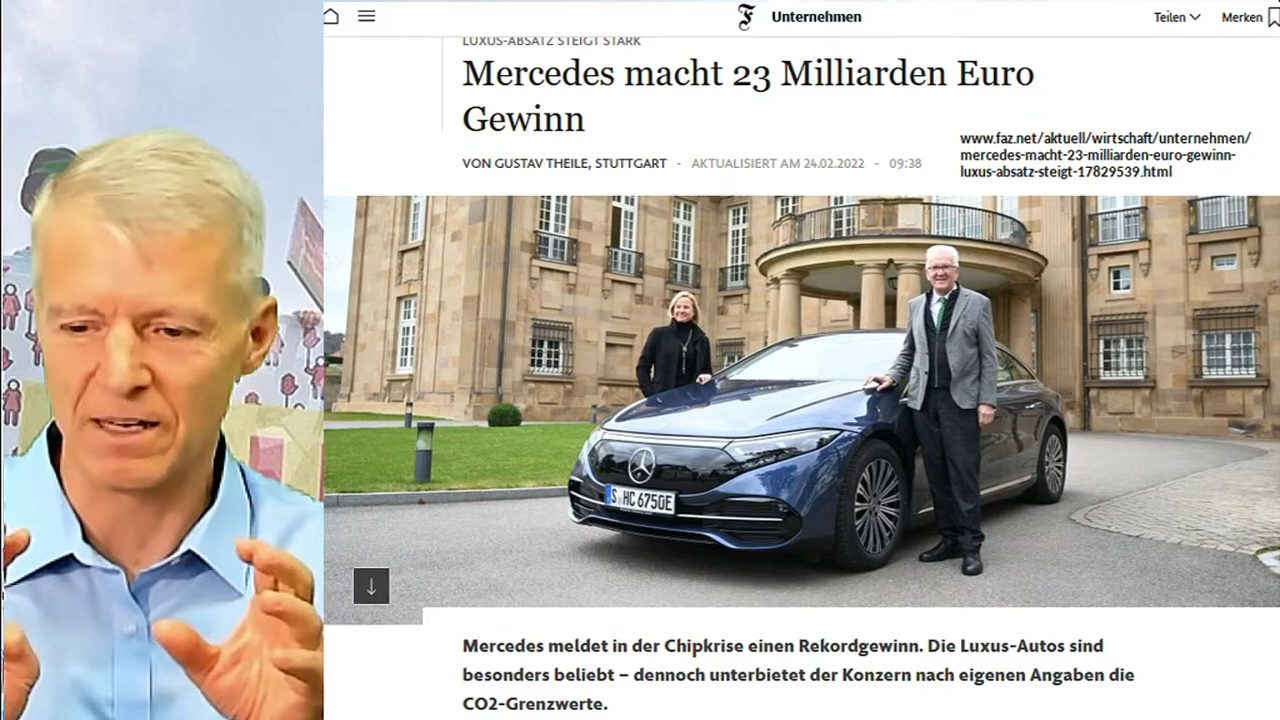 Unternehmen
Teilen
Merken
LUXUS-ABSATZ STEIGT STARK
Mercedes macht 23 Milliarden Euro
Gewinn
VON GUSTAV THEILE, STUTTGART - AKTUALISIERT AM 24.02.2022 - 09:38
www.faz.net/aktuell/wirtschaft/unternehmen/
mercedes-macht-23-milliarden-euro-gewinn-
luxus-absatz-steigt-17829539.html
S HC 6750E
Mercedes meldet in der Chipkrise einen Rekordgewinn. Die Luxus-Autos sind
besonders beliebt – dennoch unterbietet der Konzern nach eigenen Angaben die
CO2-Grenzwerte.